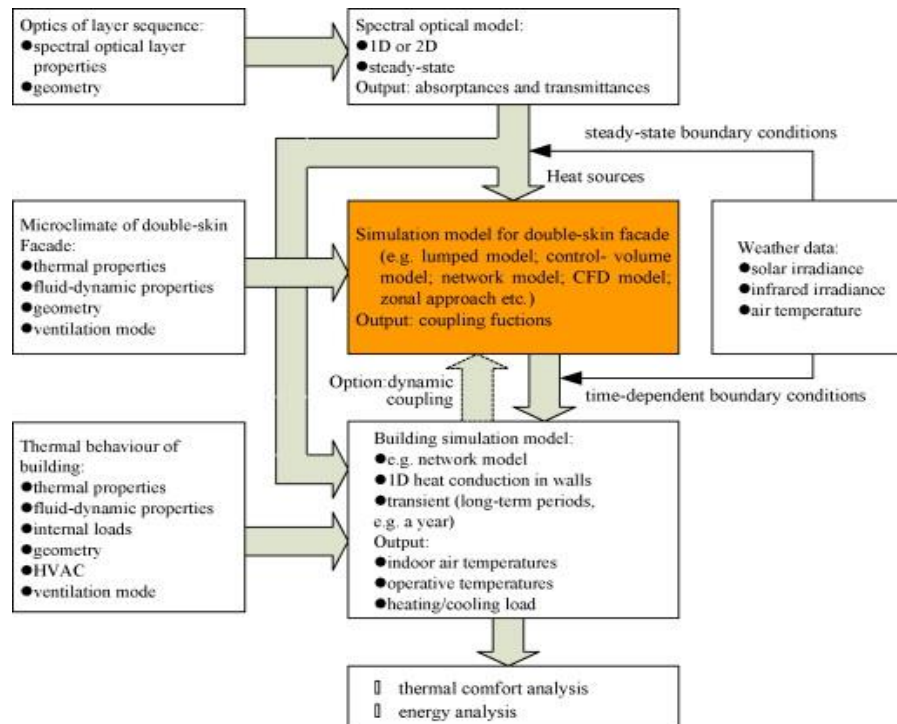 Optics of layer sequence:
●spectral optical layer
properties
●geometry
Spectral optical model:
●1D or 2D
●steady-state
Output: absorptances and transmittances
steady-state boundary conditions
Heat sources
Microclimate of double-skin
Facade:
●thermal properties
●fluid-dynamic properties
●geometry
●ventilation mode
Simulation model for double-skin facade
(e.g. lumped model; control- volume
model; network model; CFD model;
zonal approach etc.)
Output: coupling fuctions
Weather data:
●solar irradiance
●infrared irradiance
●air temperature
Option:dynamic
coupling
time-dependent boundary conditions
Thermal behaviour of
building:
●thermal properties
●fluid-dynamic properties
●internal loads
●geometry
●HVAC
●ventilation mode
Building simulation model:
●e.g. network model
●1D heat conduction in walls
●transient (long-term periods,
e.g. a year)
Output:
●indoor air temperatures
●operative temperatures
●heating/cooling load
▯ thermal comfort analysis
▯ energy analysis